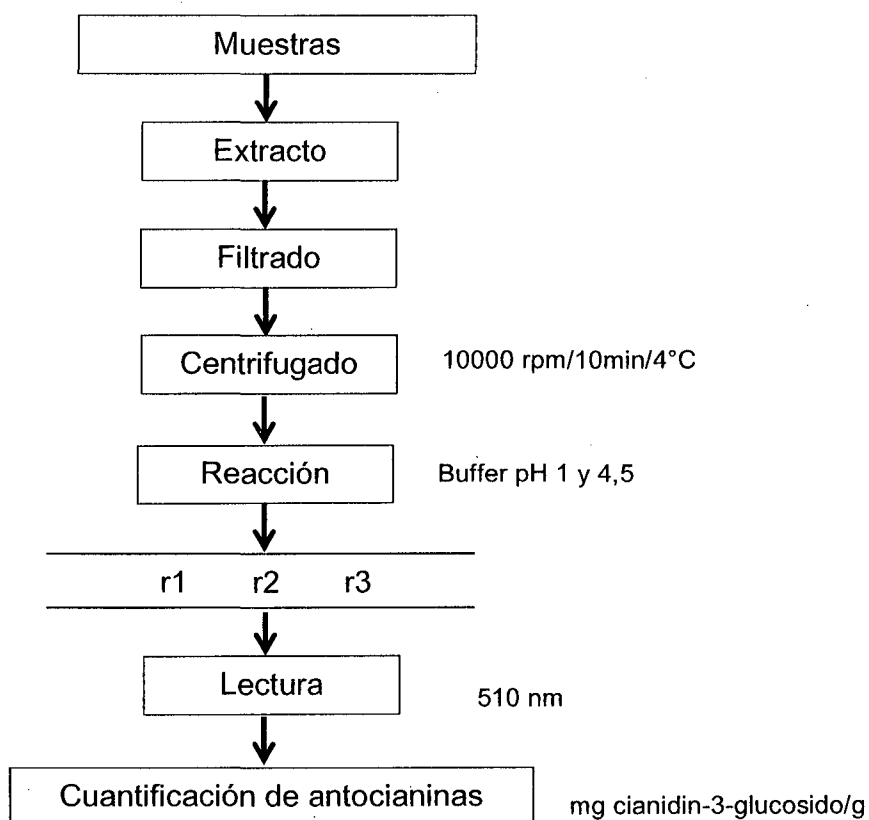 Muestras
Extracto
Filtrado
Centrifugado 10000 rpm/10min/4°C
Reacción Buffer pH 1 y 4,5
r1 r2 r3
Lectura 510 nm
Cuantificación de antocianinas mg cianidin-3-glucosido/g